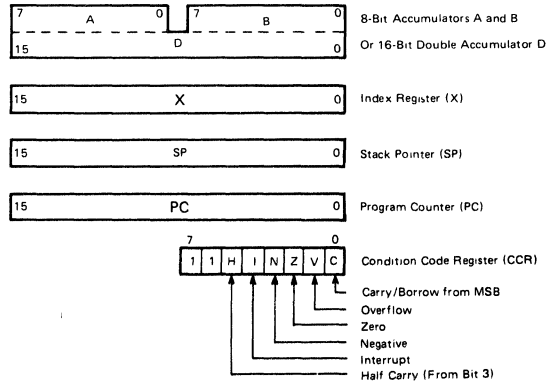 7 A 0 7 B 0 8-Bit Accumulators A and B
15 D 0 Or 16-Bit Double Accumulator D
15 X 0 Index Register (X)
15 SP 0 Stack Pointer (SP)
15 PC 0 Program Counter (PC)
7 0
1 1 H I N Z V C Condition Code Register (CCR)
Carry/Borrow from MSB
Overflow
Zero
Negative
Interrupt
Half Carry (From Bit 3)